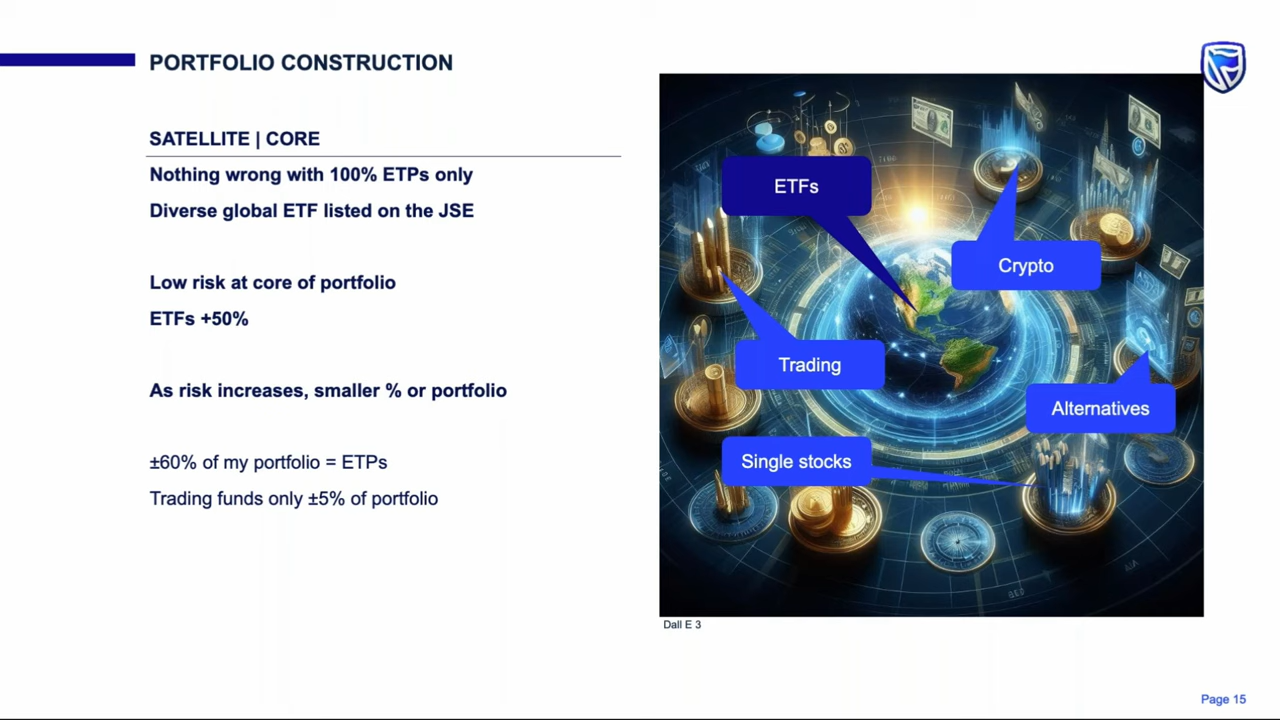 PORTFOLIO CONSTRUCTION
SATELLITE | CORE
Nothing wrong with 100% ETPs only
Diverse global ETF listed on the JSE
Low risk at core of portfolio
ETFs +50%
As risk increases, smaller % or portfolio
±60% of my portfolio = ETPs
Trading funds only ±5% of portfolio
ETFs
Crypto
Trading
Alternatives
Single stocks
Dall E 3
Page 15